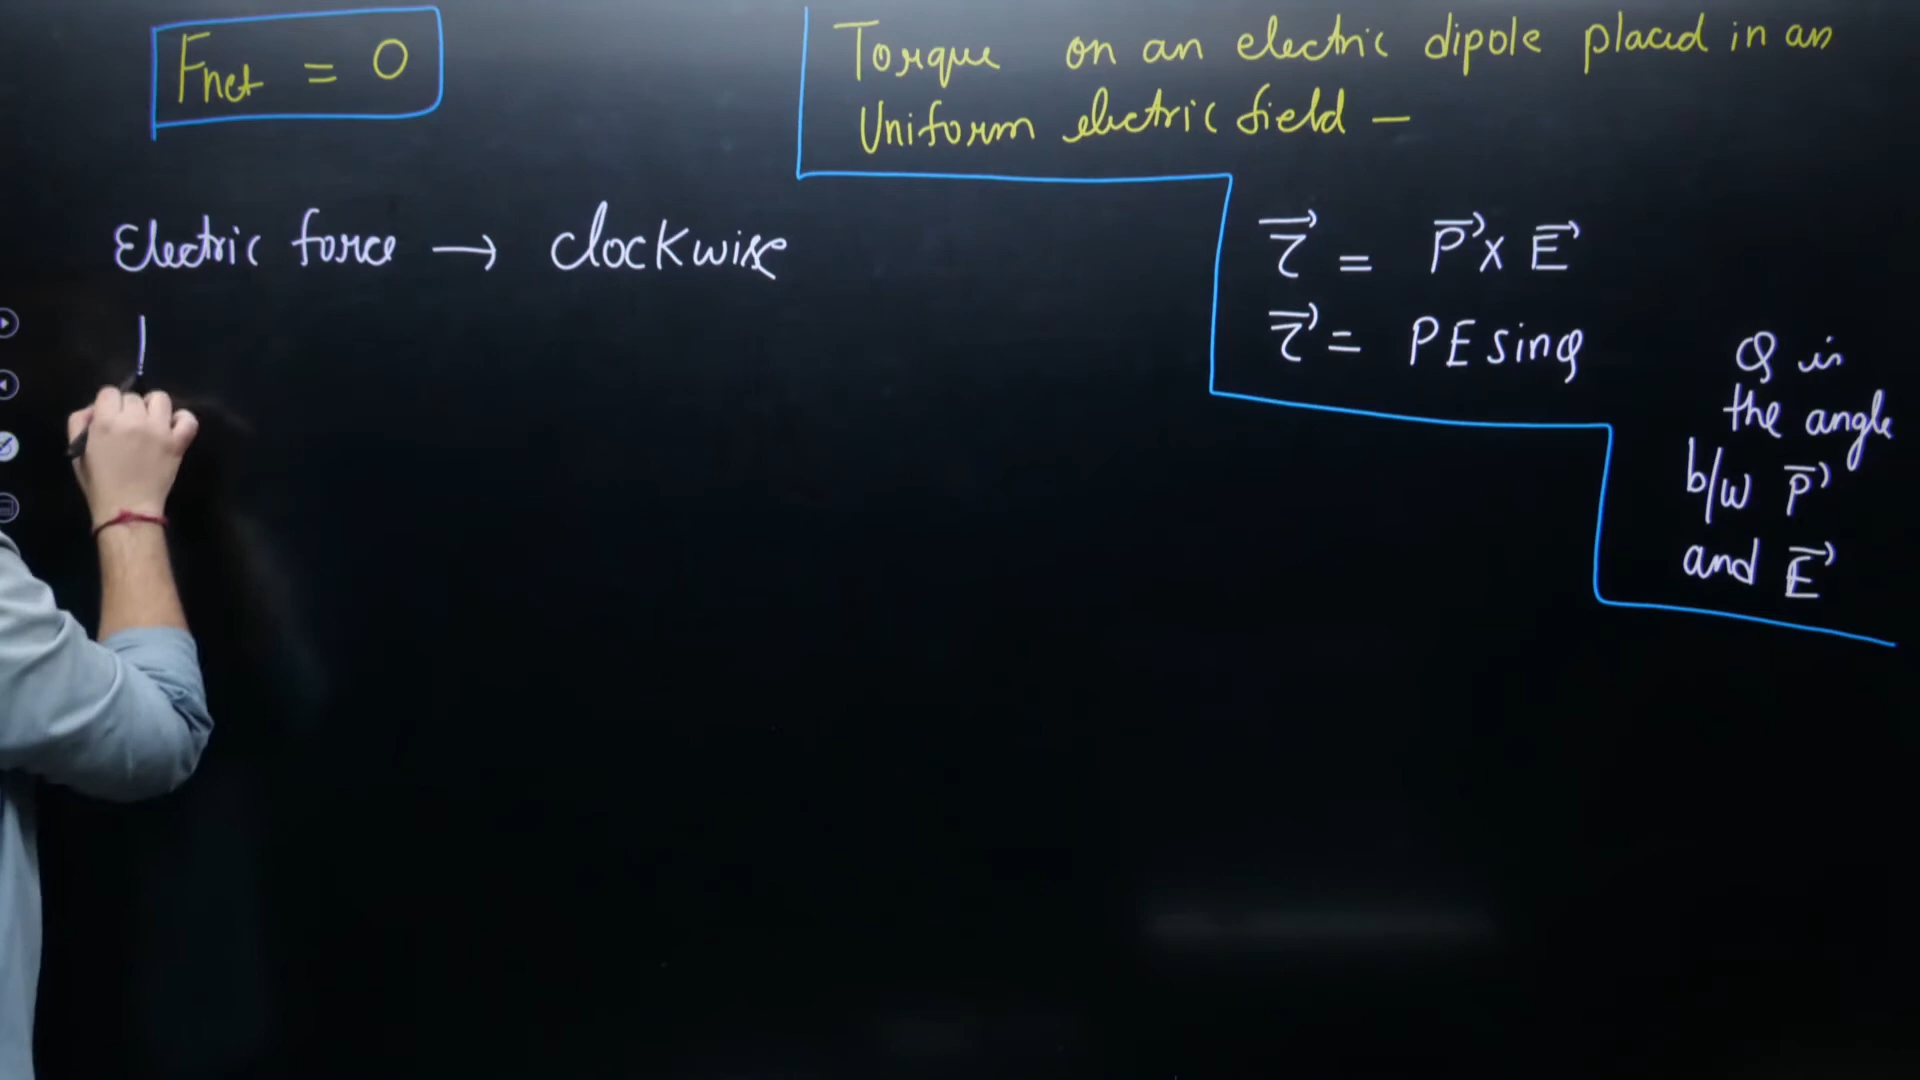 Fnet = 0
Torque on an electric dipole placed in an
Uniform electric field —
Electric force → clockwise
τ⃗ = P⃗ x E⃗
τ⃗ = PE sinθ
θ is
the angle
b/w P⃗
and E⃗